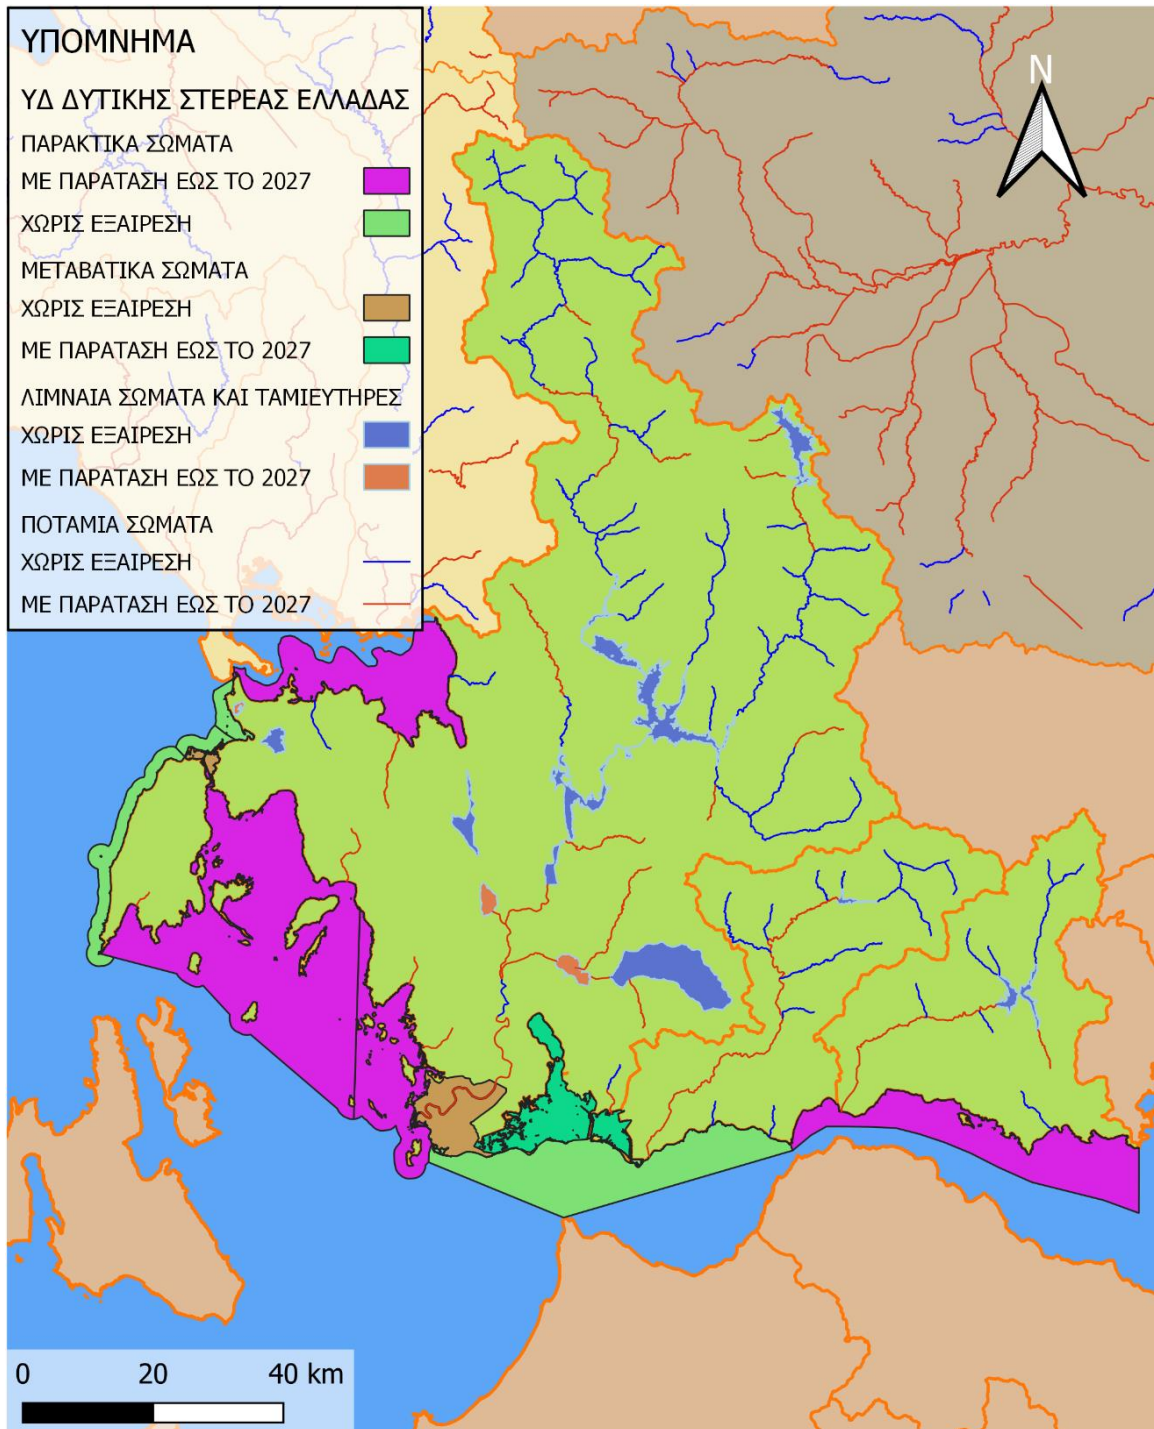 ΥΠΟΜΝΗΜΑ
ΥΔ ΔΥΤΙΚΗΣ ΣΤΕΡΕΑΣ ΕΛΛΑΔΑΣ
ΠΑΡΑΚΤΙΚΑ ΣΩΜΑΤΑ
ΜΕ ΠΑΡΑΤΑΣΗ ΕΩΣ ΤΟ 2027
ΧΩΡΙΣ ΕΞΑΙΡΕΣΗ
ΜΕΤΑΒΑΤΙΚΑ ΣΩΜΑΤΑ
ΧΩΡΙΣ ΕΞΑΙΡΕΣΗ
ΜΕ ΠΑΡΑΤΑΣΗ ΕΩΣ ΤΟ 2027
ΛΙΜΝΑΙΑ ΣΩΜΑΤΑ ΚΑΙ ΤΑΜΙΕΥΤΗΡΕΣ
ΧΩΡΙΣ ΕΞΑΙΡΕΣΗ
ΜΕ ΠΑΡΑΤΑΣΗ ΕΩΣ ΤΟ 2027
ΠΟΤΑΜΙΑ ΣΩΜΑΤΑ
ΧΩΡΙΣ ΕΞΑΙΡΕΣΗ
ΜΕ ΠΑΡΑΤΑΣΗ ΕΩΣ ΤΟ 2027
N
0 20 40 km